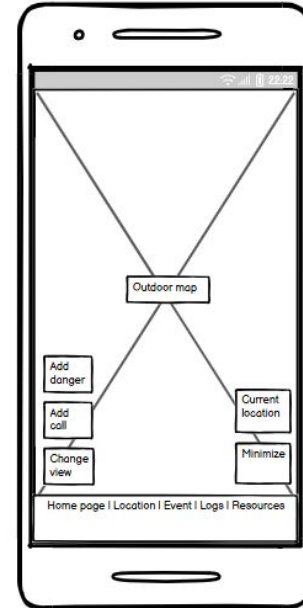 22:22
Outdoor map
Add
danger
Add
call
Change
view
Current
location
Minimize
Home page | Location | Event | Logs | Resources